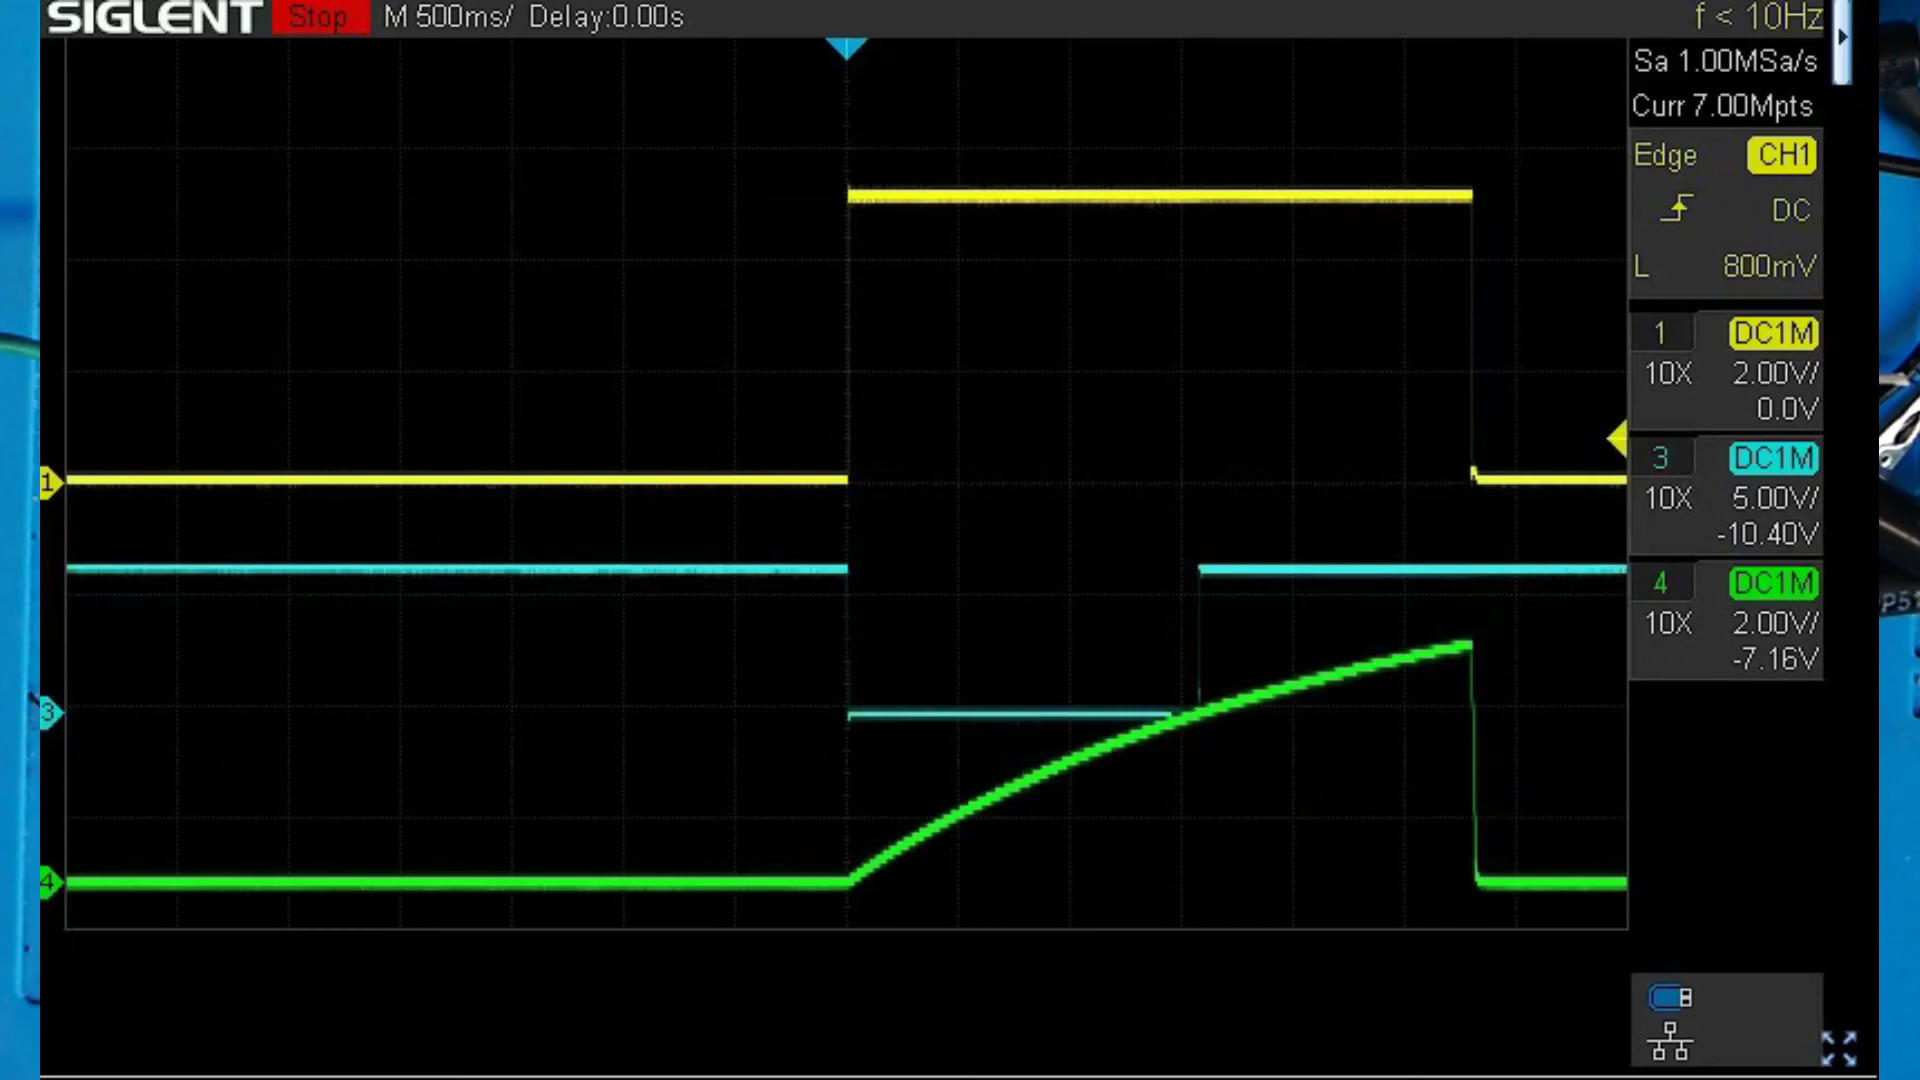 SIGLENT Stop M 500ms/ Delay:0.00s f < 10Hz
Sa 1.00MSa/s
Curr 7.00Mpts
Edge CH1
DC
L 800mV
1 DC1M
10X 2.00V/
0.0V
3 DC1M
10X 5.00V/
-10.40V
4 DC1M
10X 2.00V/
-7.16V
1
3
4